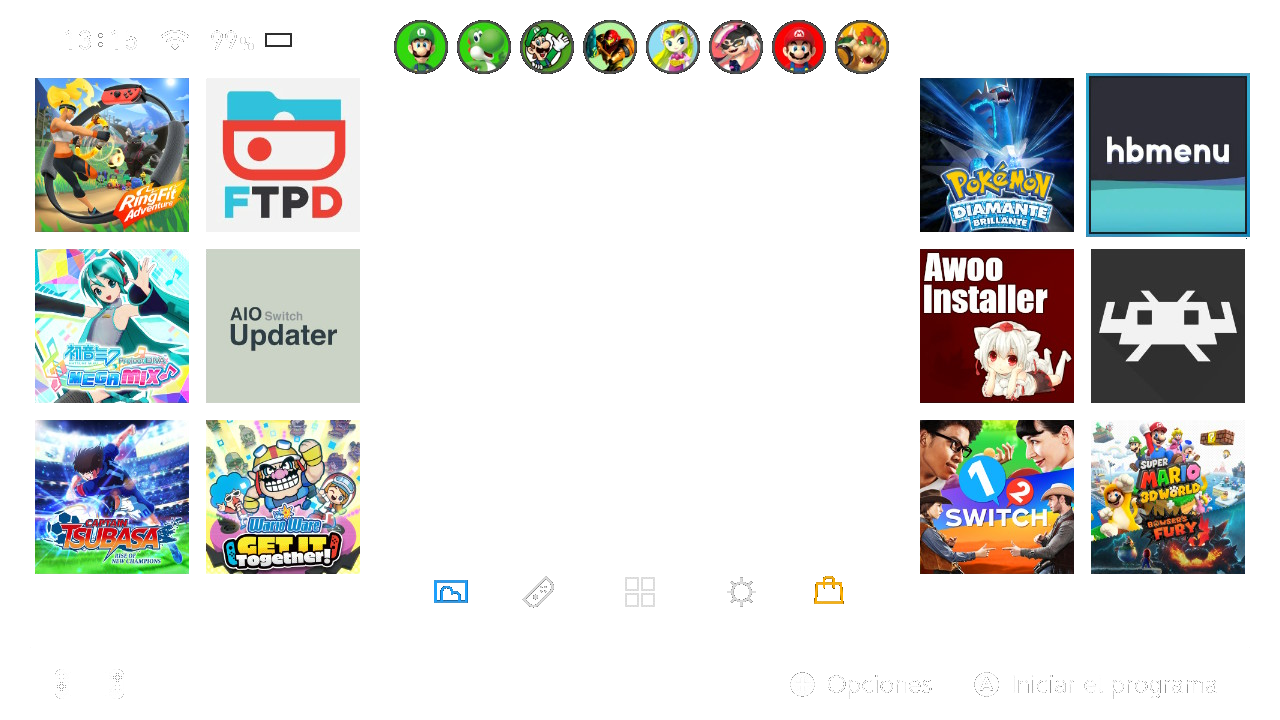 13:15 99%
RingFit
Adventure
FTPD
POKéMON
DIAMANTE
BRILLANTE
hbmenu
初音ミク
Project DIVA
MEGA MIX
AIO Switch
Updater
Awoo
Installer
CAPTAIN
TSUBASA
RISE OF
NEW CHAMPIONS
WarioWare
GET IT
Together!
1
2
SWITCH
SUPER
MARIO
3D WORLD
BOWSER'S
FURY
Opciones A Iniciar el programa